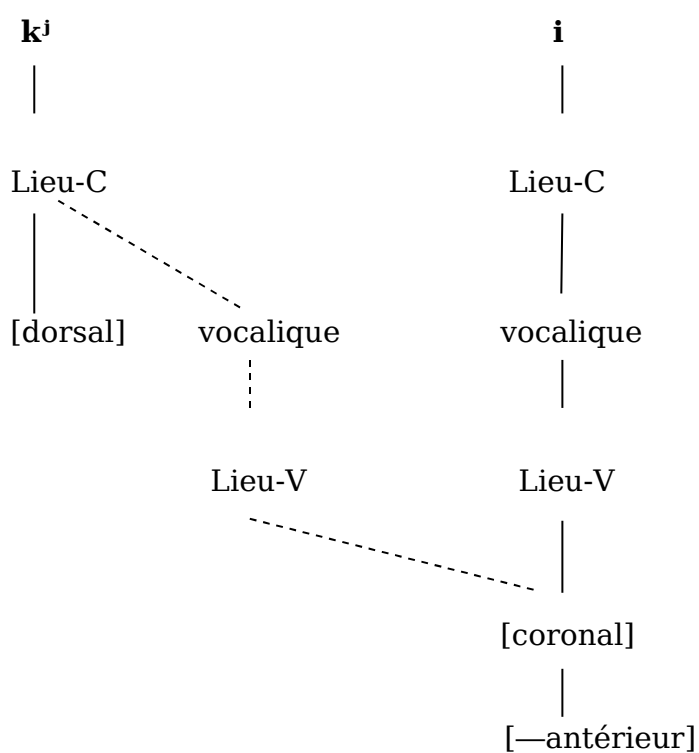 kʲ i
Lieu-C Lieu-C
[dorsal] vocalique vocalique
Lieu-V Lieu-V
[coronal]
[—antérieur]